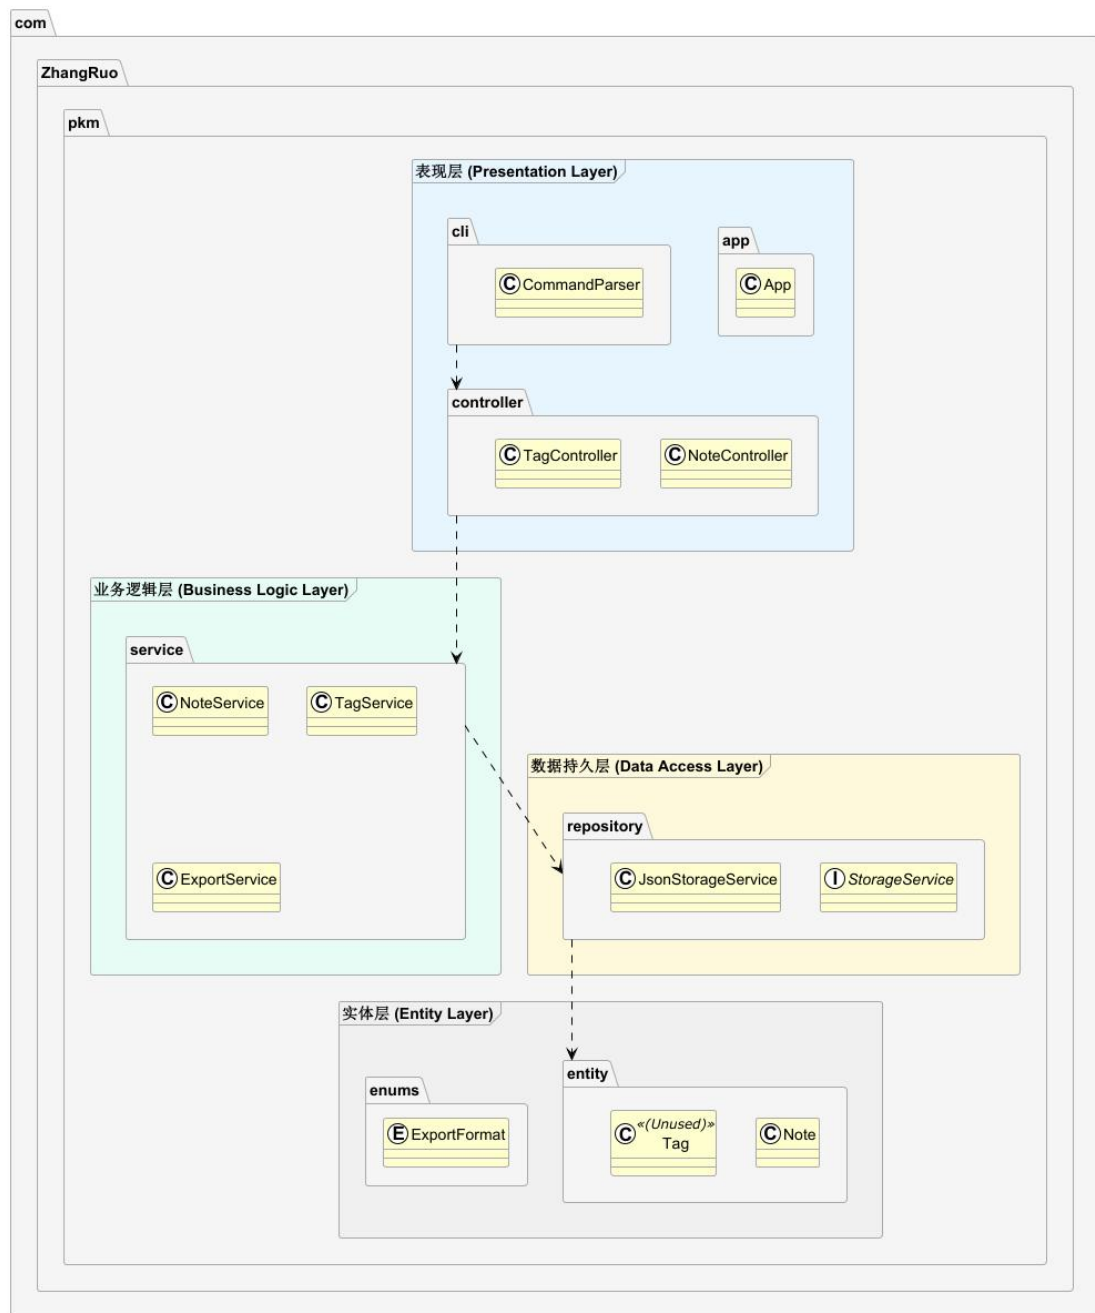 com
ZhangRuo
pkm
表现层 (Presentation Layer)
cli
app
C CommandParser
C App
controller
C TagController
C NoteController
业务逻辑层 (Business Logic Layer)
service
C NoteService
C TagService
C ExportService
数据持久层 (Data Access Layer)
repository
C JsonStorageService
I StorageService
实体层 (Entity Layer)
enums
E ExportFormat
entity
C «(Unused)»
Tag
C Note